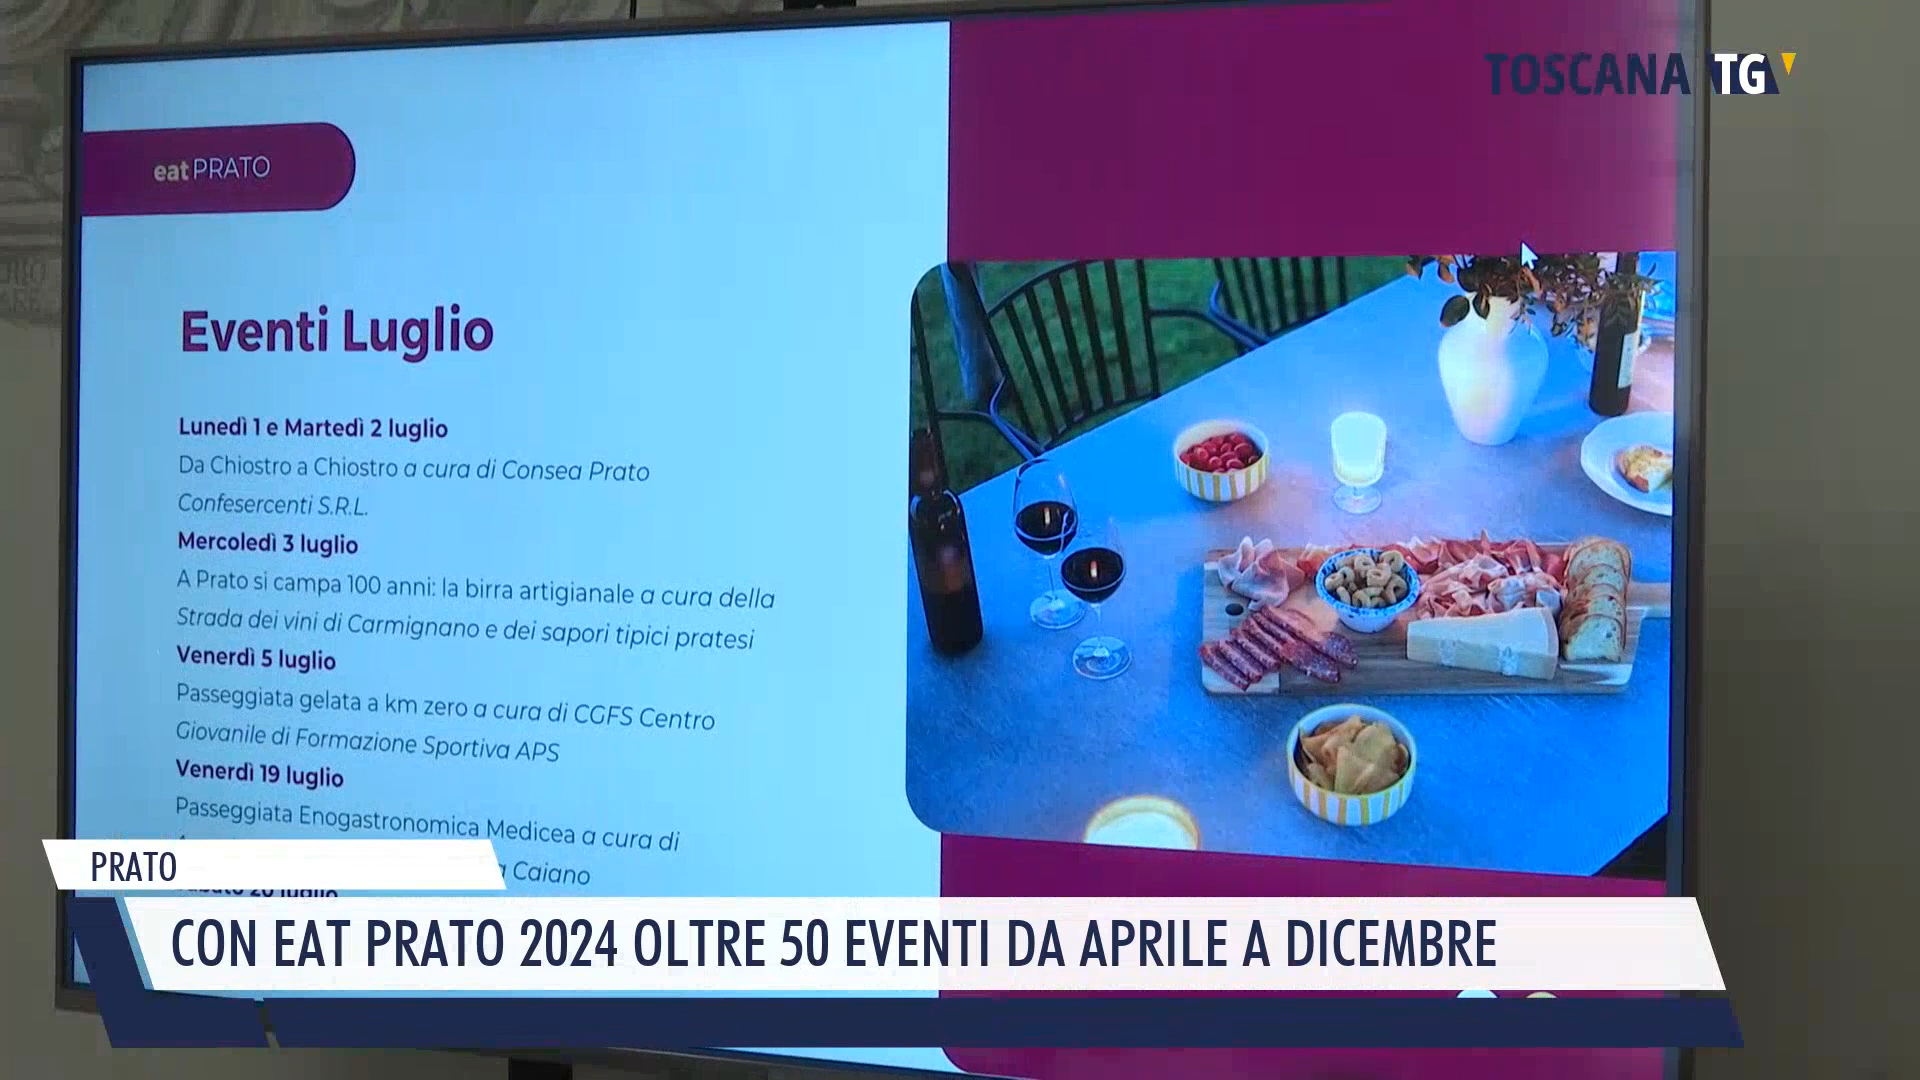 TOSCANA TG
eatPRATO
Eventi Luglio
Lunedì 1 e Martedì 2 luglio
Da Chiostro a Chiostro a cura di Consea Prato
Confesercenti S.R.L.
Mercoledì 3 luglio
A Prato si campa 100 anni: la birra artigianale a cura della
Strada dei vini di Carmignano e dei sapori tipici pratesi
Venerdì 5 luglio
Passeggiata gelata a km zero a cura di CGFS Centro
Giovanile di Formazione Sportiva APS
Venerdì 19 luglio
Passeggiata Enogastronomica Medicea a cura di
Caiano
20 luglio
PRATO
CON EAT PRATO 2024 OLTRE 50 EVENTI DA APRILE A DICEMBRE